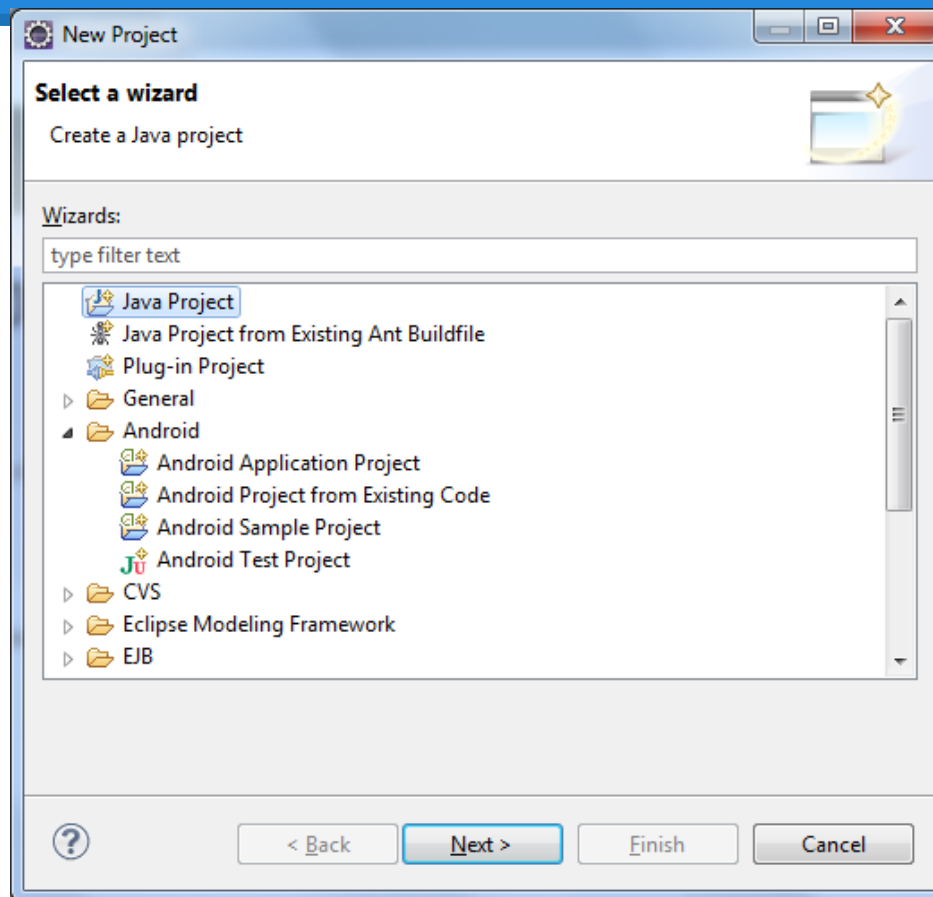 New Project
Select a wizard
Create a Java project
Wizards:
type filter text
Java Project
Java Project from Existing Ant Buildfile
Plug-in Project
General
Android
Android Application Project
Android Project from Existing Code
Android Sample Project
Android Test Project
CVS
Eclipse Modeling Framework
EJB
< Back Next > Finish Cancel